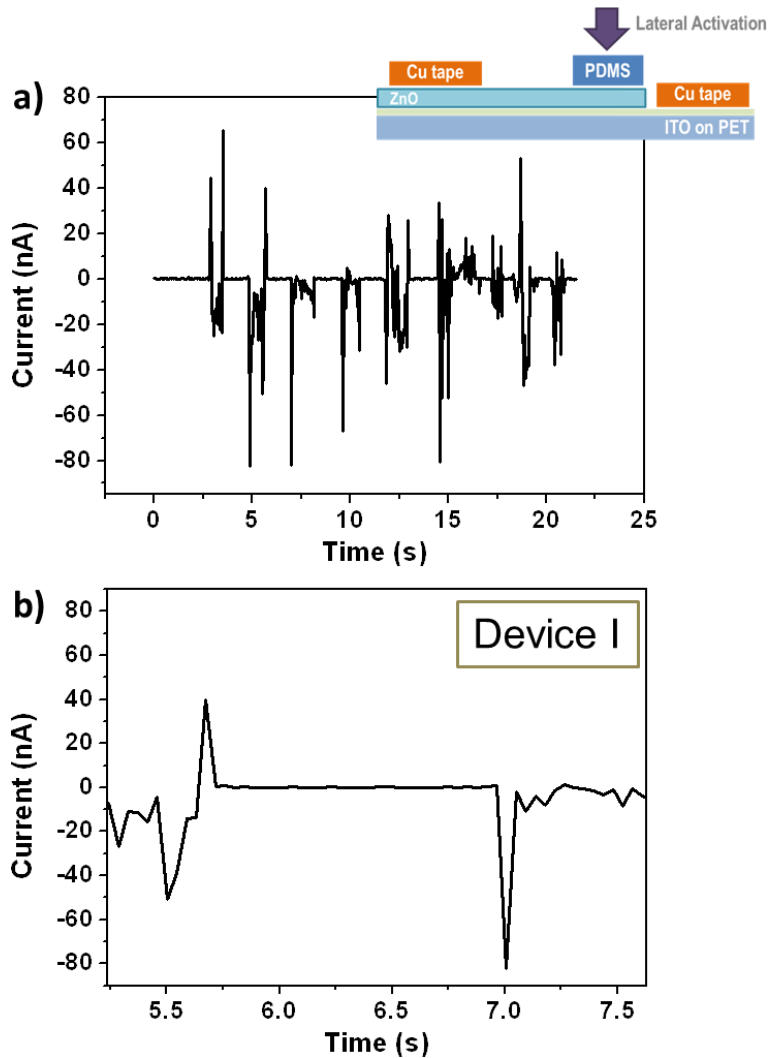 Lateral Activation
Cu tape
PDMS
a)
ZnO
Cu tape
ITO on PET
80
60
40
20
0
-20
-40
-60
-80
Current (nA)
0 5 10 15 20 25
Time (s)
b)
Device I
80
60
40
20
0
-20
-40
-60
-80
Current (nA)
5.5 6.0 6.5 7.0 7.5
Time (s)